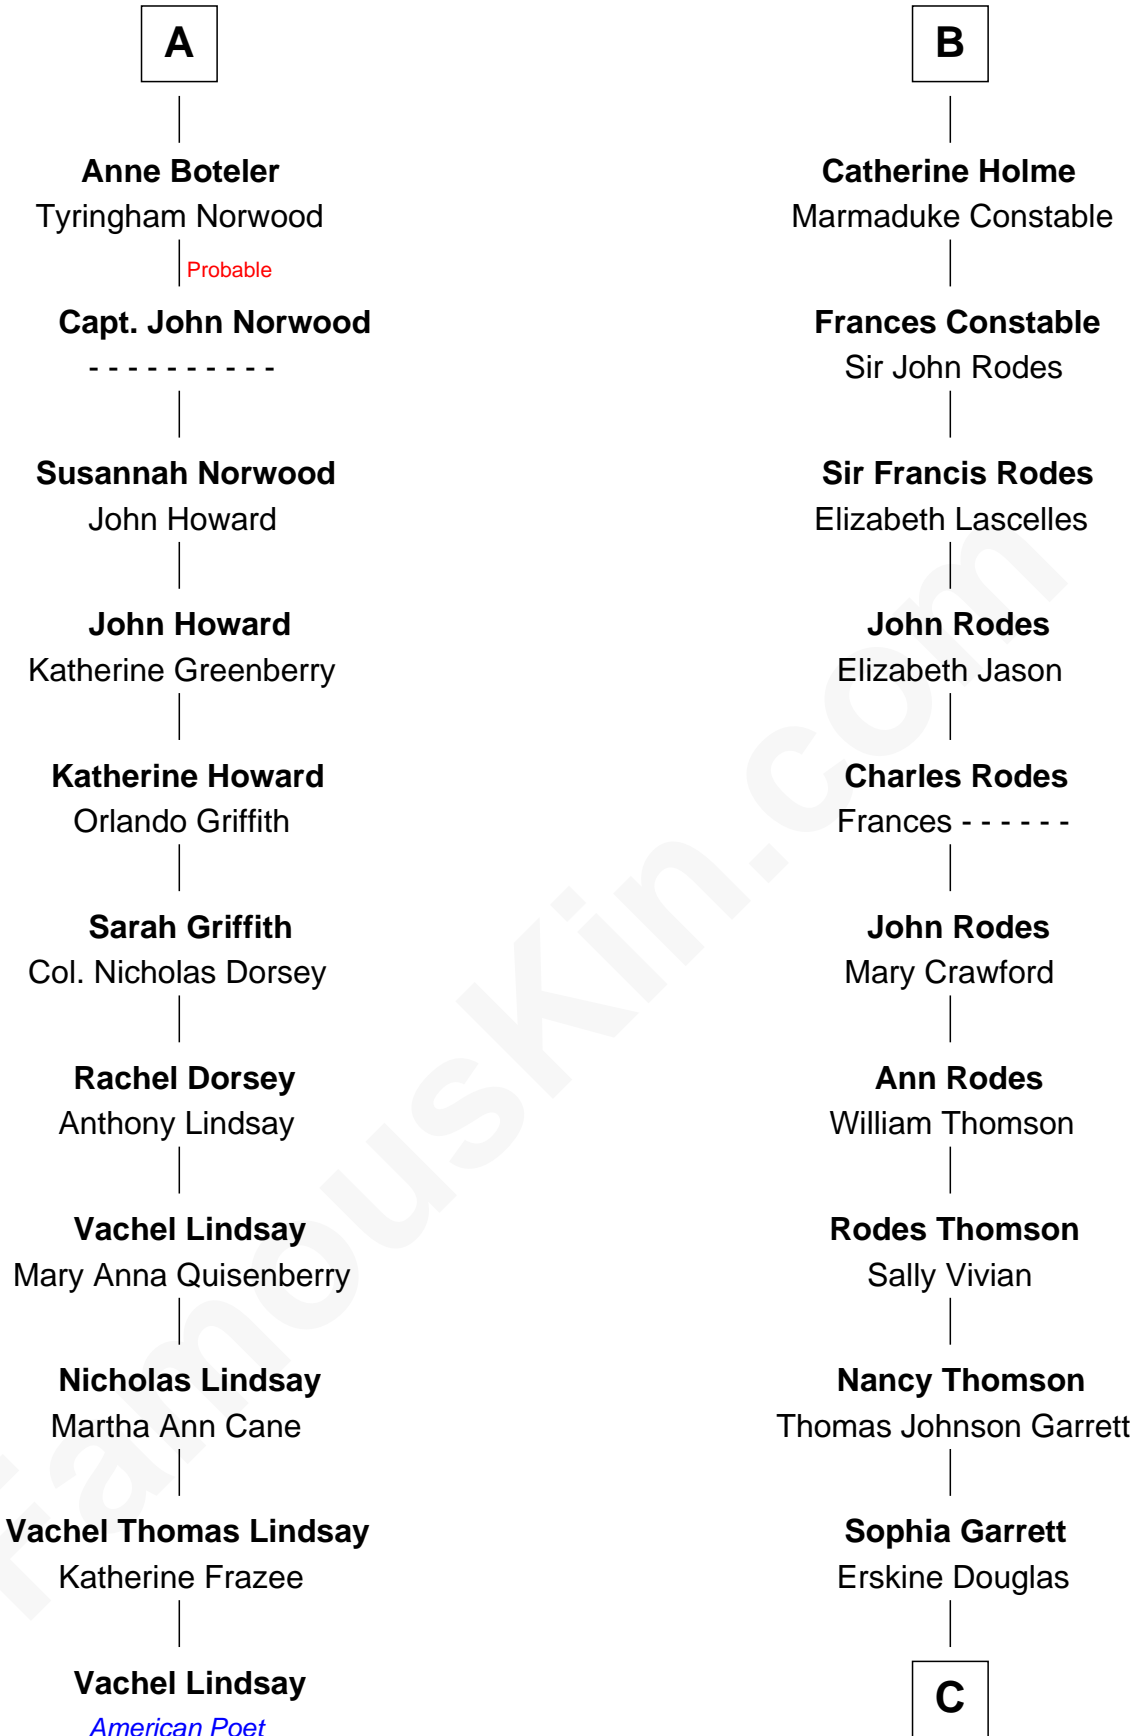 A
Anne Boteler
Tyringham Norwood
Probable
Capt. John Norwood
- - - - - - - - - -
Susannah Norwood
John Howard
John Howard
Katherine Greenberry
Katherine Howard
Orlando Griffith
Sarah Griffith
Col. Nicholas Dorsey
Rachel Dorsey
Anthony Lindsay
Vachel Lindsay
Mary Anna Quisenberry
Nicholas Lindsay
Martha Ann Cane
Vachel Thomas Lindsay
Katherine Frazee
Vachel Lindsay
American Poet
B
Catherine Holme
Marmaduke Constable
Frances Constable
Sir John Rodes
Sir Francis Rodes
Elizabeth Lascelles
John Rodes
Elizabeth Jason
Charles Rodes
Frances - - - - - -
John Rodes
Mary Crawford
Ann Rodes
William Thomson
Rodes Thomson
Sally Vivian
Nancy Thomson
Thomas Johnson Garrett
Sophia Garrett
Erskine Douglas
C
FamousKin.com